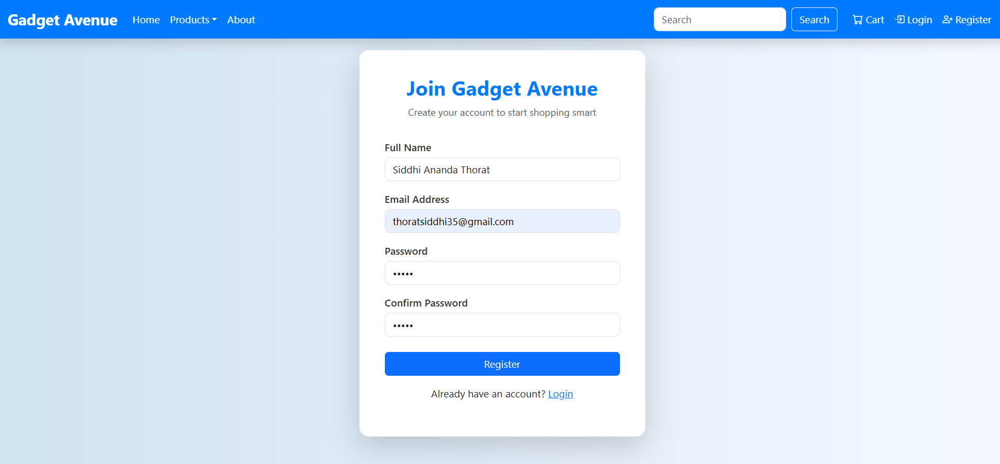 Gadget Avenue Home Products About Search Search Cart Login Register
Join Gadget Avenue
Create your account to start shopping smart
Full Name
Siddhi Ananda Thorat
Email Address
thoratsiddhi35@gmail.com
Password
•••••
Confirm Password
•••••
Register
Already have an account? Login